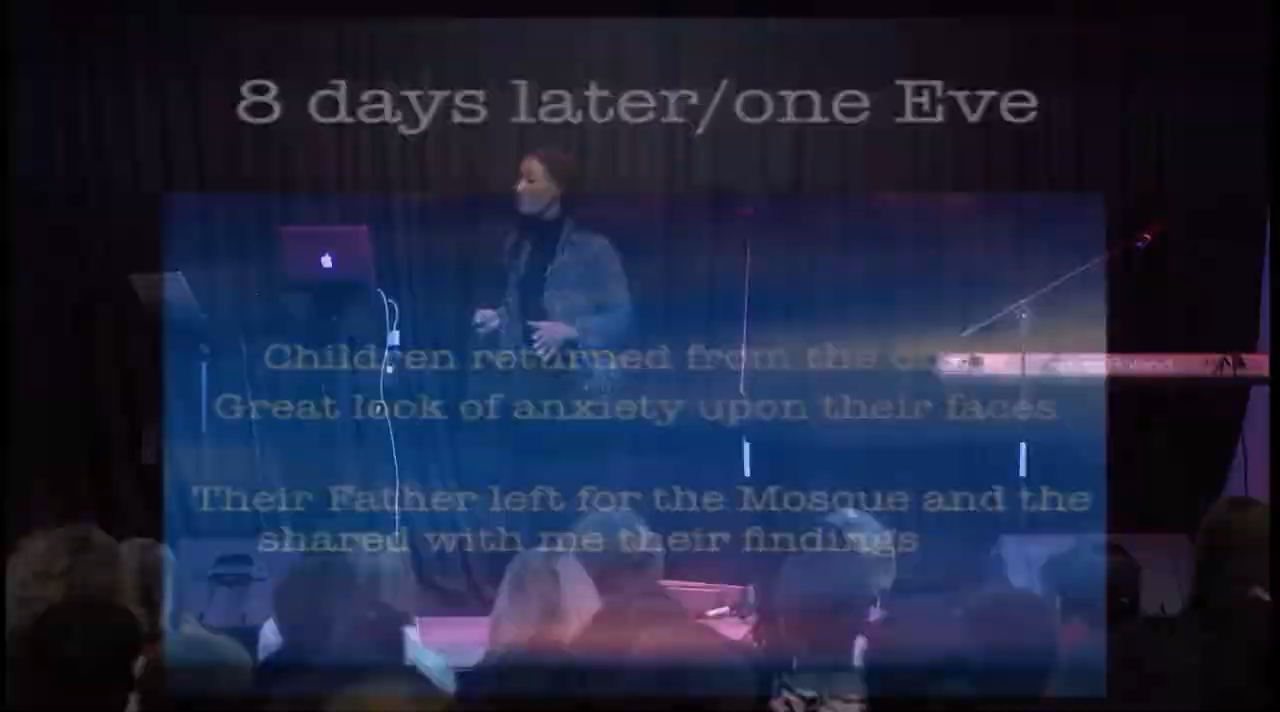 8 days later/one Eve
Children returned from the
Great look of anxiety upon their faces
Their Father left for the Mosque and the
shared with me their findings
Roland